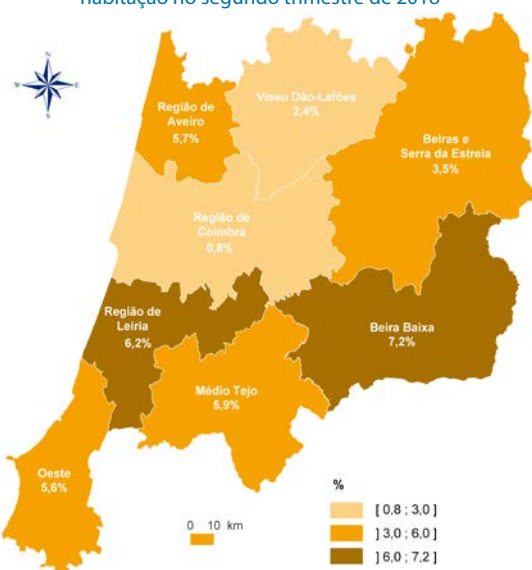 habitação no segundo trimestre de 2018
N
W E
S
Região de
Aveiro
5,7%
Viseu Dão-Lafões
2,4%
Beiras e
Serra da Estrela
3,5%
Região de
Coimbra
0,8%
Região de
Leiria
6,2%
Beira Baixa
7,2%
Médio Tejo
5,9%
Oeste
5,6%
0 10 km
%
[ 0,8 ; 3,0 ]
] 3,0 ; 6,0 ]
] 6,0 ; 7,2 ]